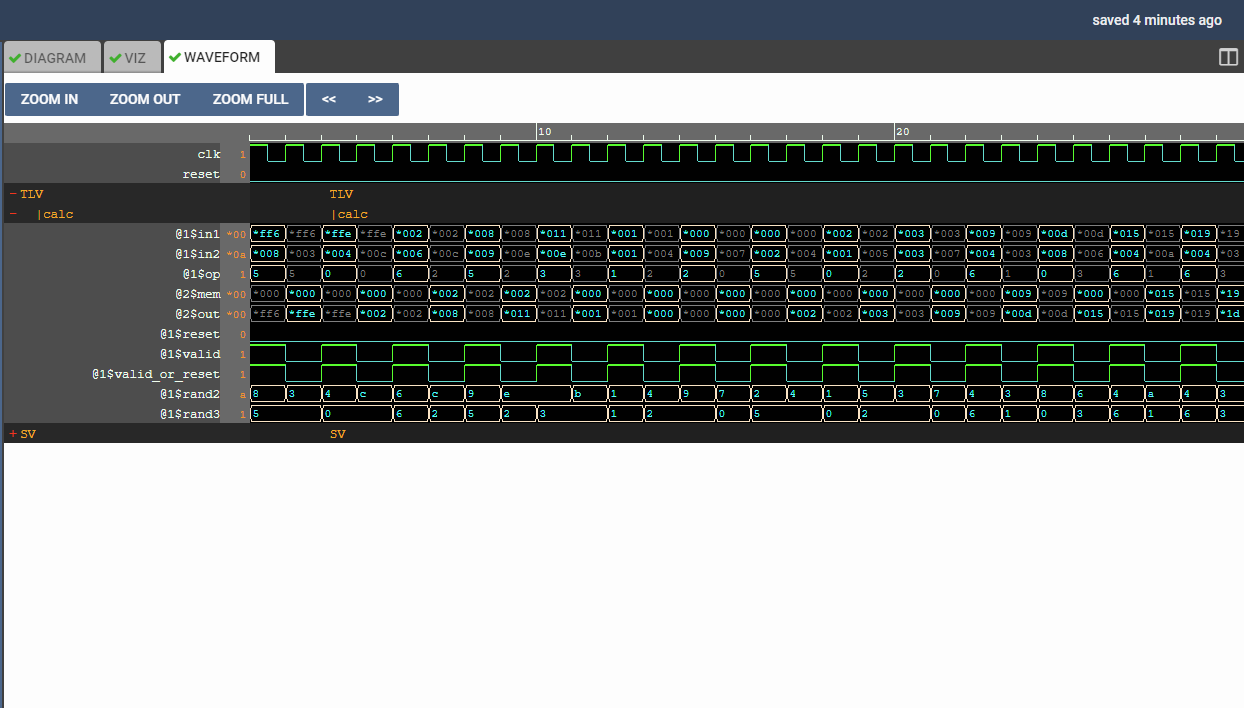 saved 4 minutes ago
DIAGRAM VIZ WAVEFORM
ZOOM IN ZOOM OUT ZOOM FULL << >>
10 20
clk 1
reset 0
− TLV TLV
− |calc |calc
@1$in1 *00 *ff6 *ff6 *ffe *ffe *002 *002 *008 *008 *011 *011 *001 *001 *000 *000 *000 *000 *002 *002 *003 *003 *009 *009 *00d *00d *015 *015 *019 *19
@1$in2 *0a *008 *003 *004 *00c *006 *00c *009 *00e *00e *00b *001 *004 *009 *007 *002 *004 *001 *005 *003 *007 *004 *003 *008 *006 *004 *00a *004 *03
@1$op 1 5 5 0 0 6 2 5 2 3 3 1 2 2 0 5 5 0 2 2 0 6 1 0 3 6 1 6 3
@2$mem *00 *000 *000 *000 *000 *000 *002 *002 *002 *002 *000 *000 *000 *000 *000 *000 *000 *000 *000 *000 *000 *000 *009 *009 *000 *000 *015 *015 *19
@2$out *00 *ff6 *ffe *ffe *002 *002 *008 *008 *011 *011 *001 *001 *000 *000 *000 *000 *002 *002 *003 *003 *009 *009 *00d *00d *015 *015 *019 *019 *1d
@1$reset 0
@1$valid 1
@1$valid_or_reset 1
@1$rand2 a 8 3 4 c 6 c 9 e b 1 4 9 7 2 4 1 5 3 7 4 3 8 6 4 a 4 3
@1$rand3 1 5 0 6 2 5 2 3 1 2 0 5 0 2 0 6 1 0 3 6 1 6 3
+ SV SV